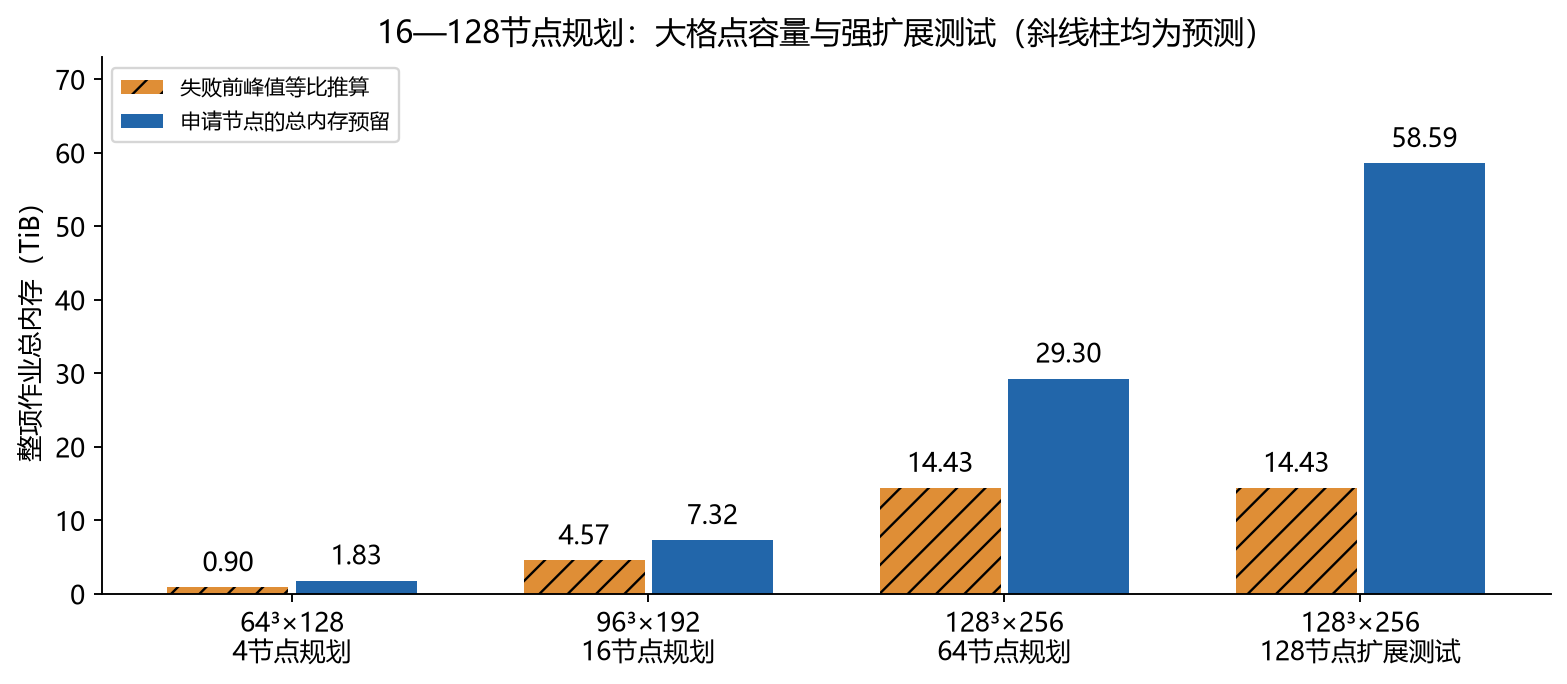 16—128节点规划：大格点容量与强扩展测试（斜线柱均为预测）
失败前峰值等比推算
申请节点的总内存预留
整项作业总内存（TiB）
70
60
50
40
30
20
10
0
0.90
1.83
4.57
7.32
14.43
29.30
14.43
58.59
64³×128
4节点规划
96³×192
16节点规划
128³×256
64节点规划
128³×256
128节点扩展测试